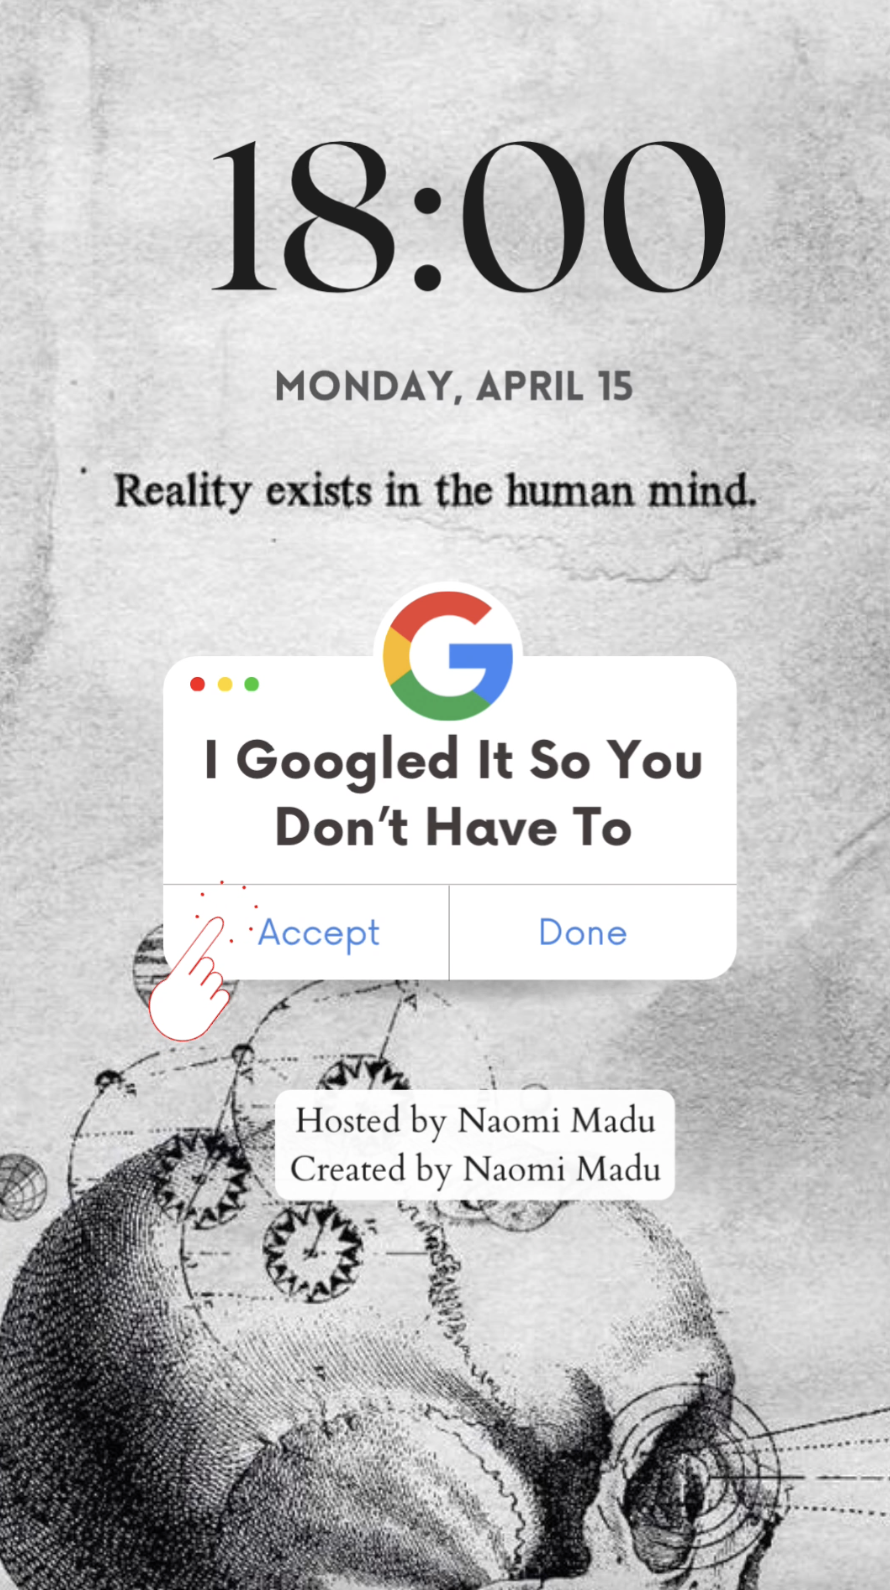 18:00
MONDAY, APRIL 15
Reality exists in the human mind.
I Googled It So You
Don’t Have To
Accept
Done
Hosted by Naomi Madu
Created by Naomi Madu